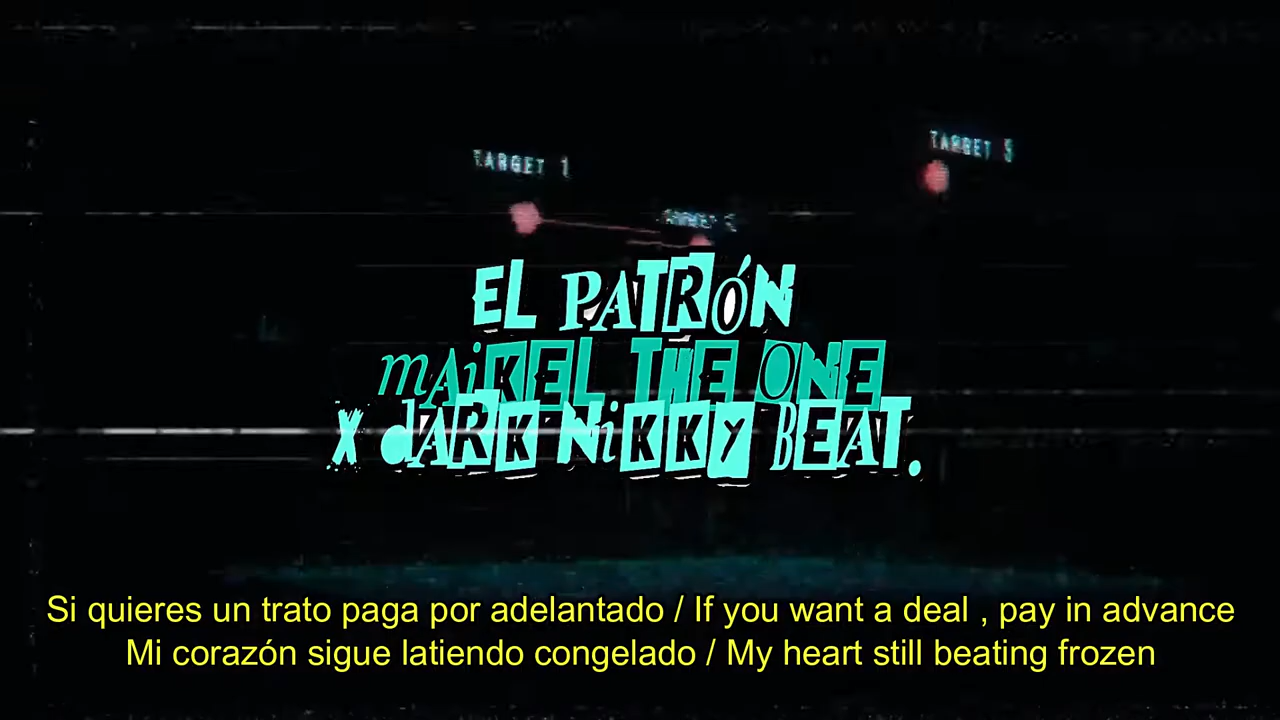 TARGET 5
TARGET 1
EL PATRÓN
mAiKEL THE ONE
X dARK NiKKY BEAT.
Si quieres un trato paga por adelantado / If you want a deal , pay in advance
Mi corazón sigue latiendo congelado / My heart still beating frozen